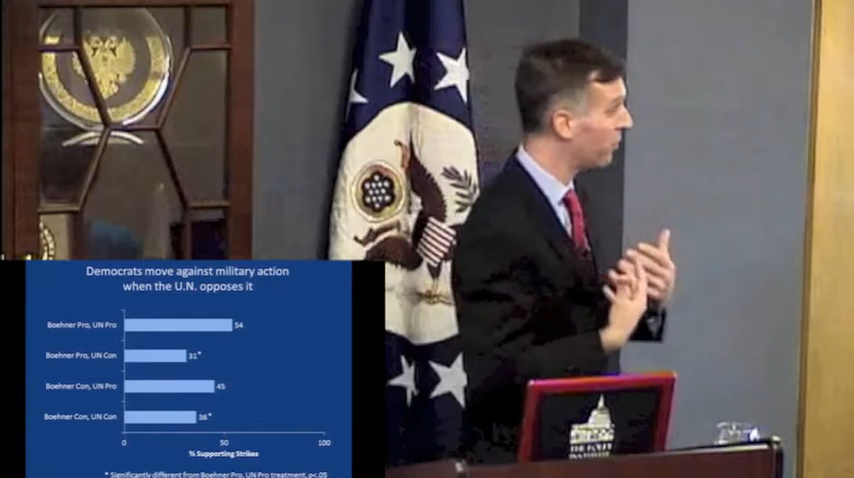 Democrats move against military action
when the U.N. opposes it
Boehner Pro, UN Pro 54
Boehner Pro, UN Con 31*
Boehner Con, UN Pro 45
Boehner Con, UN Con 36*
0 50 100
% Supporting Strikes
* Significantly different from Boehner Pro, UN Pro treatment, p<.05
THE
INSTITUTE